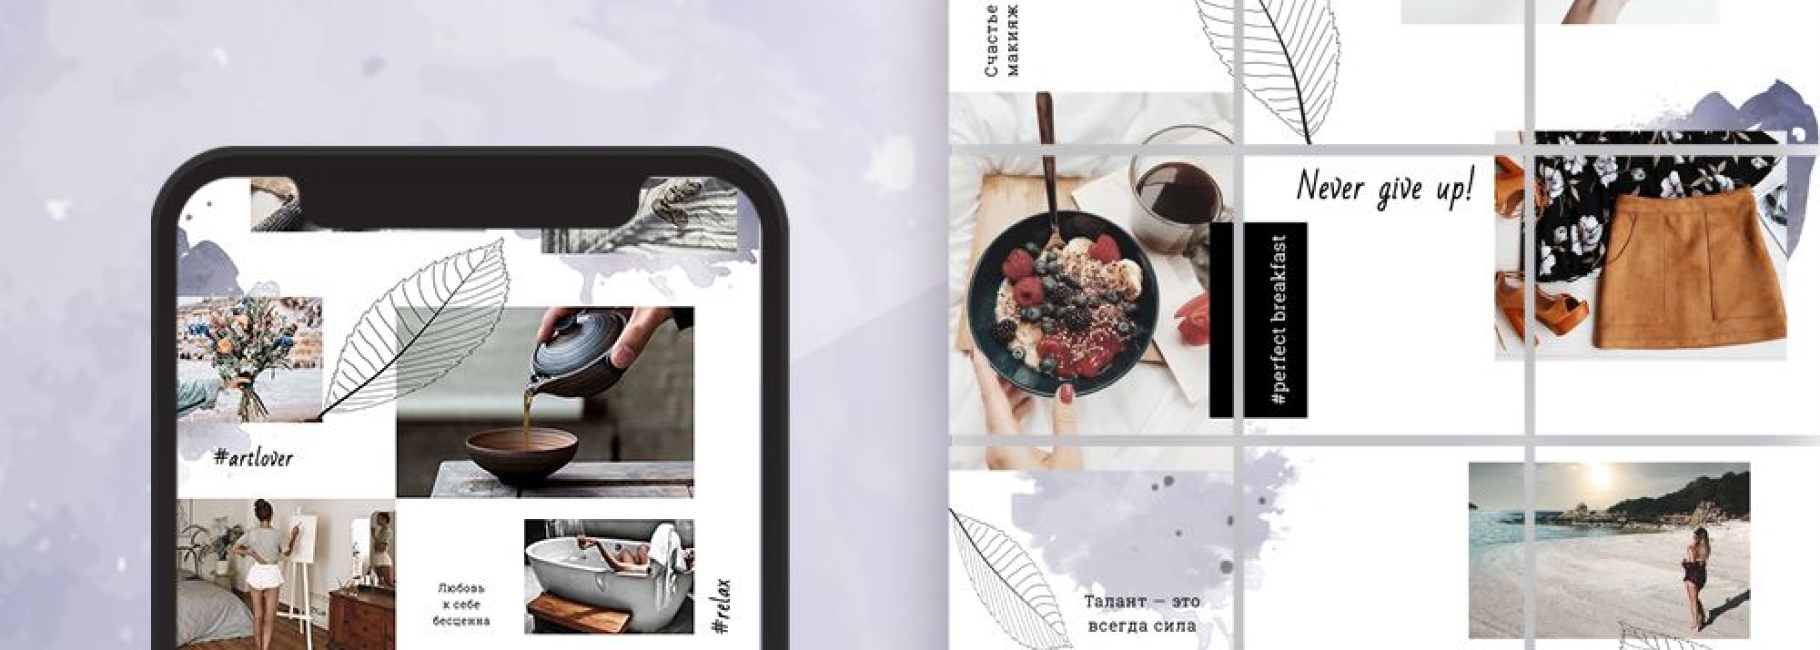 #artlover
Любовь
к себе
бесценна
#relax
Счастье
макияж
Never give up!
#perfect breakfast
Талант — это
всегда сила